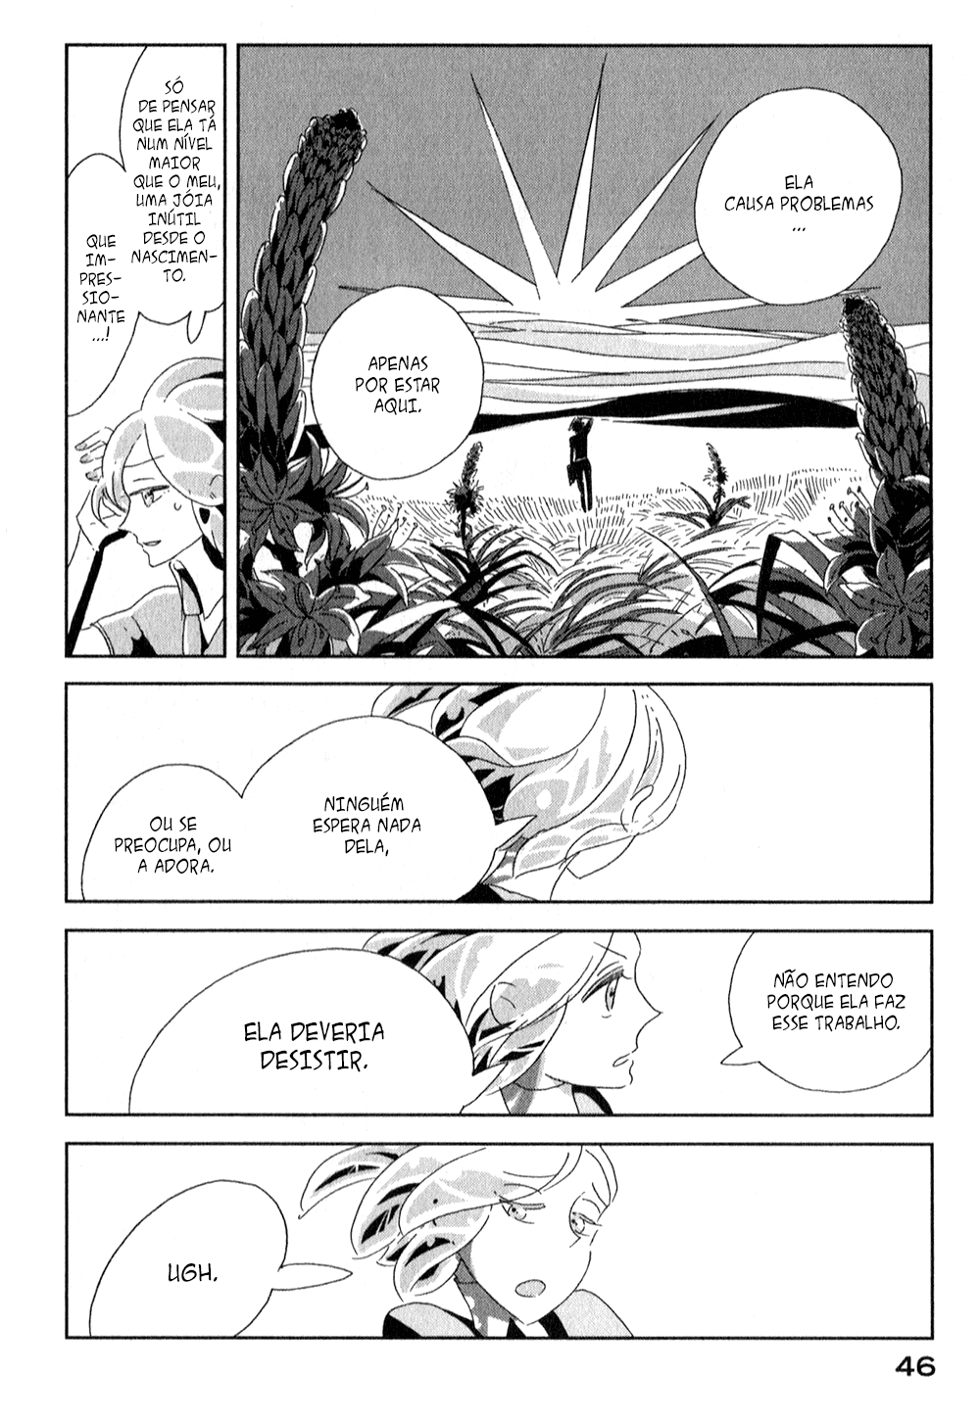 ELA
CAUSA PROBLEMAS
...
APENAS
POR ESTAR
AQUI.
SÓ
DE PENSAR
QUE ELA TÁ
NUM NÍVEL
MAIOR
QUE O MEU,
UMA JÓIA
INÚTIL
DESDE O
NASCIMEN-
TO.
QUE
IM-
PRES-
SIO-
NANTE
...!
NINGUÉM
ESPERA NADA
DELA,
OU SE
PREOCUPA, OU
A ADORA.
NÃO ENTENDO
PORQUE ELA FAZ
ESSE TRABALHO.
ELA DEVERIA
DESISTIR.
UGH.
46